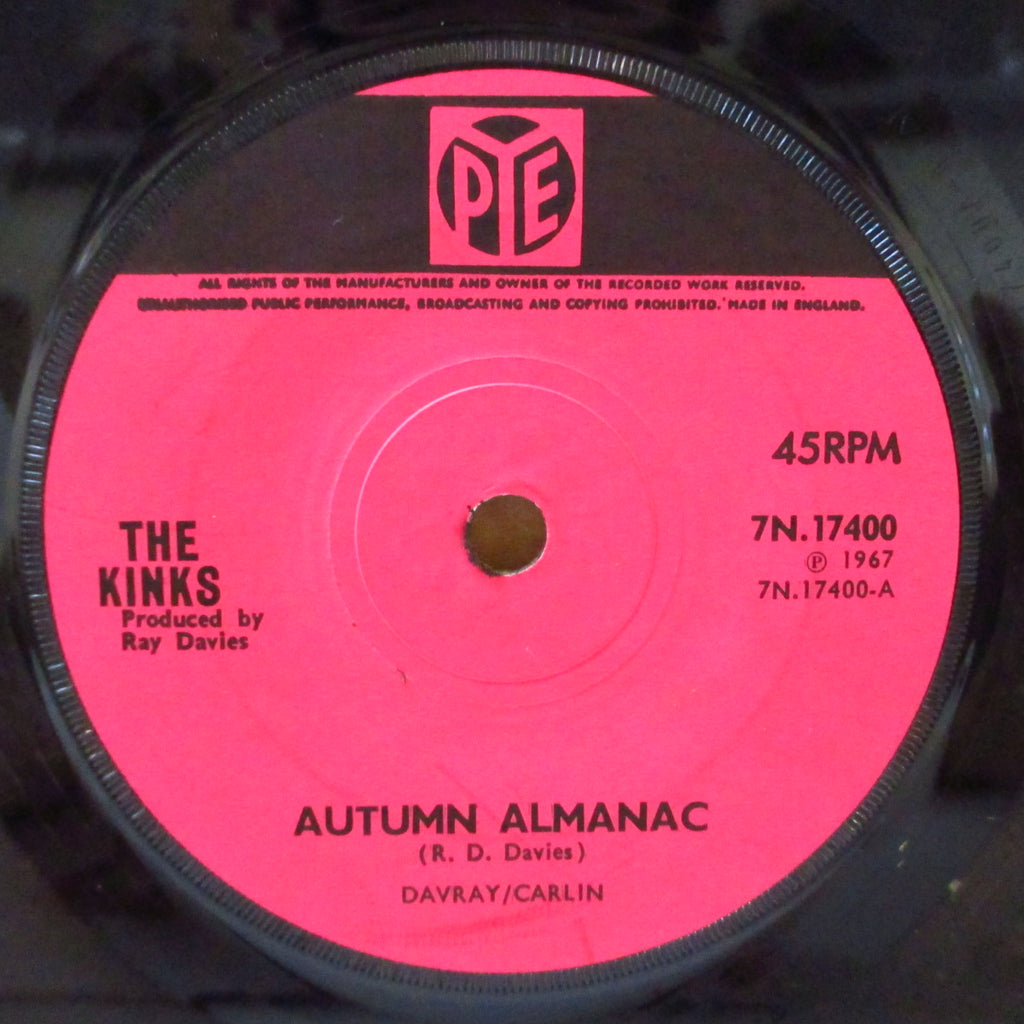 PYE
ALL RIGHTS OF THE MANUFACTURERS AND OWNER OF THE RECORDED WORK RESERVED.
UNAUTHORISED PUBLIC PERFORMANCE, BROADCASTING AND COPYING PROHIBITED. MADE IN ENGLAND.
45RPM
THE
KINKS
Produced by
Ray Davies
7N.17400
℗ 1967
7N.17400-A
AUTUMN ALMANAC
(R. D. Davies)
DAVRAY/CARLIN